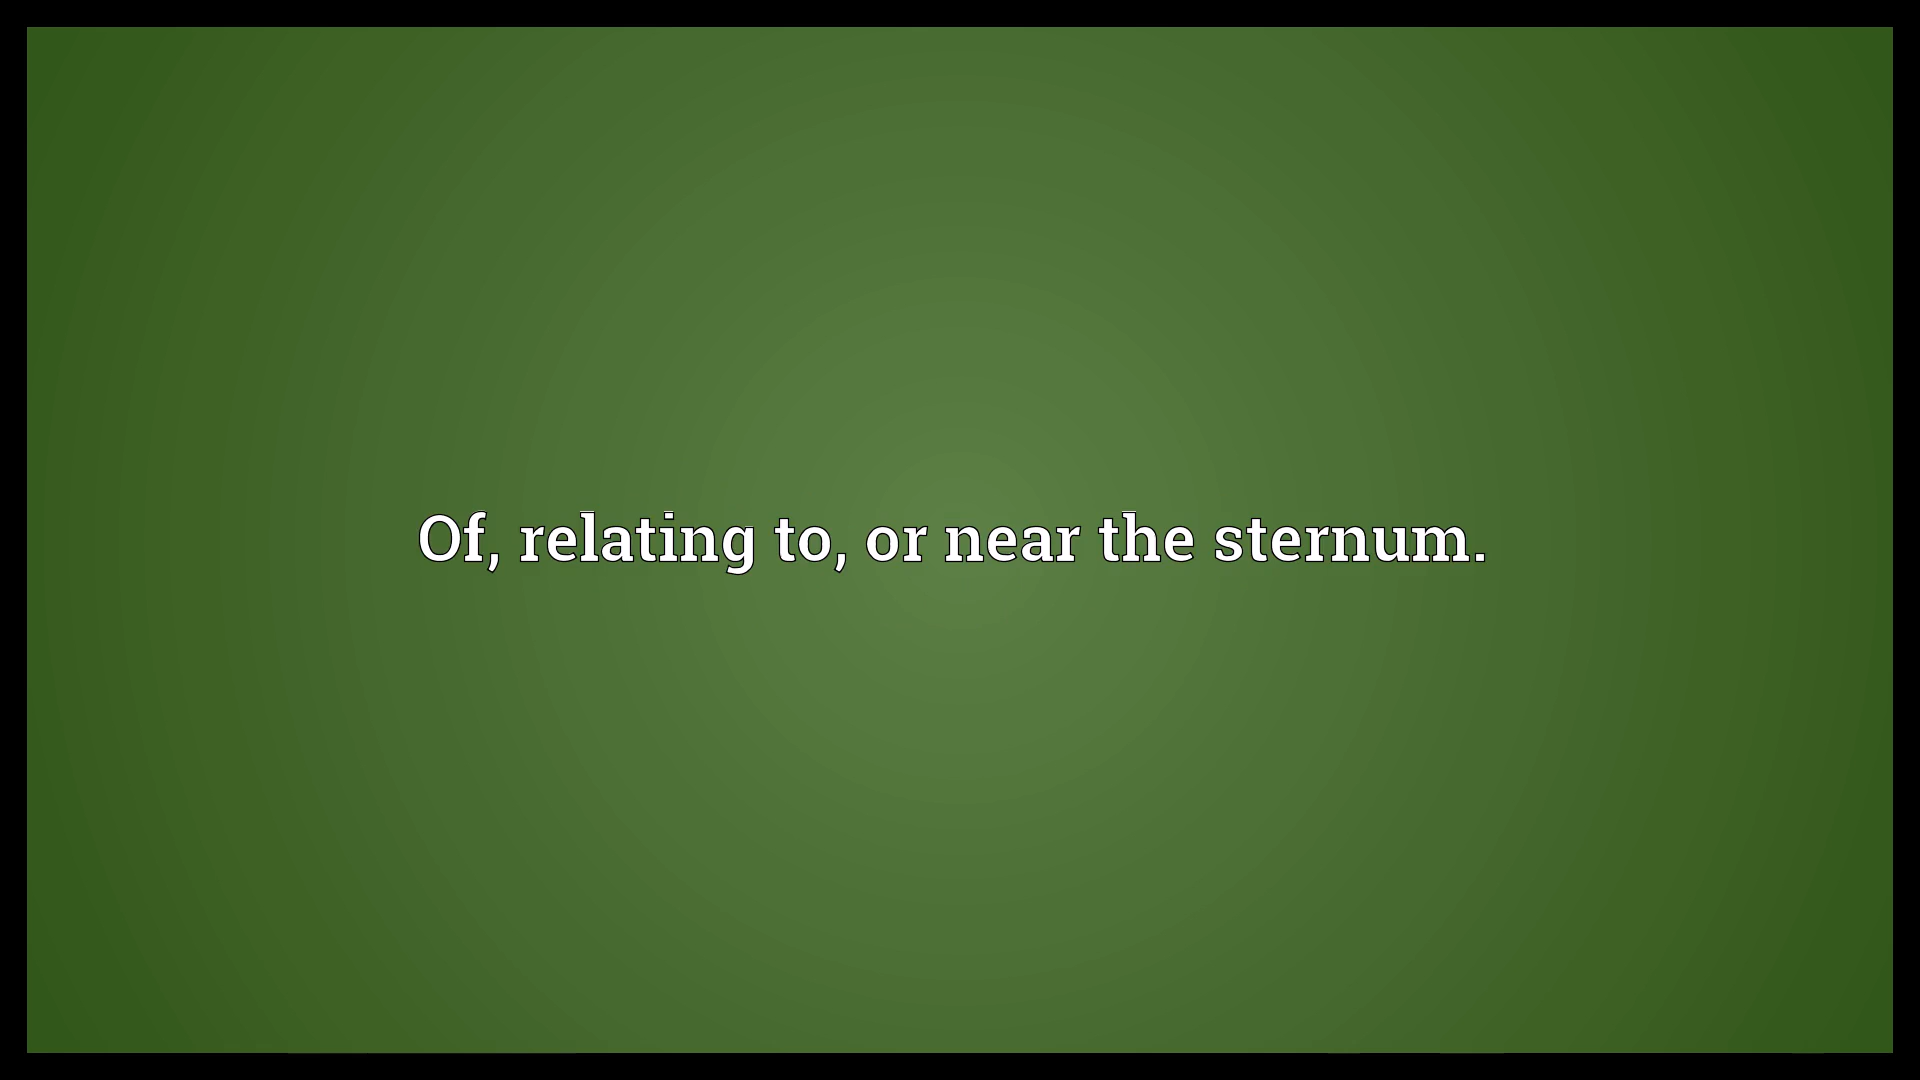 Of, relating to, or near the sternum.